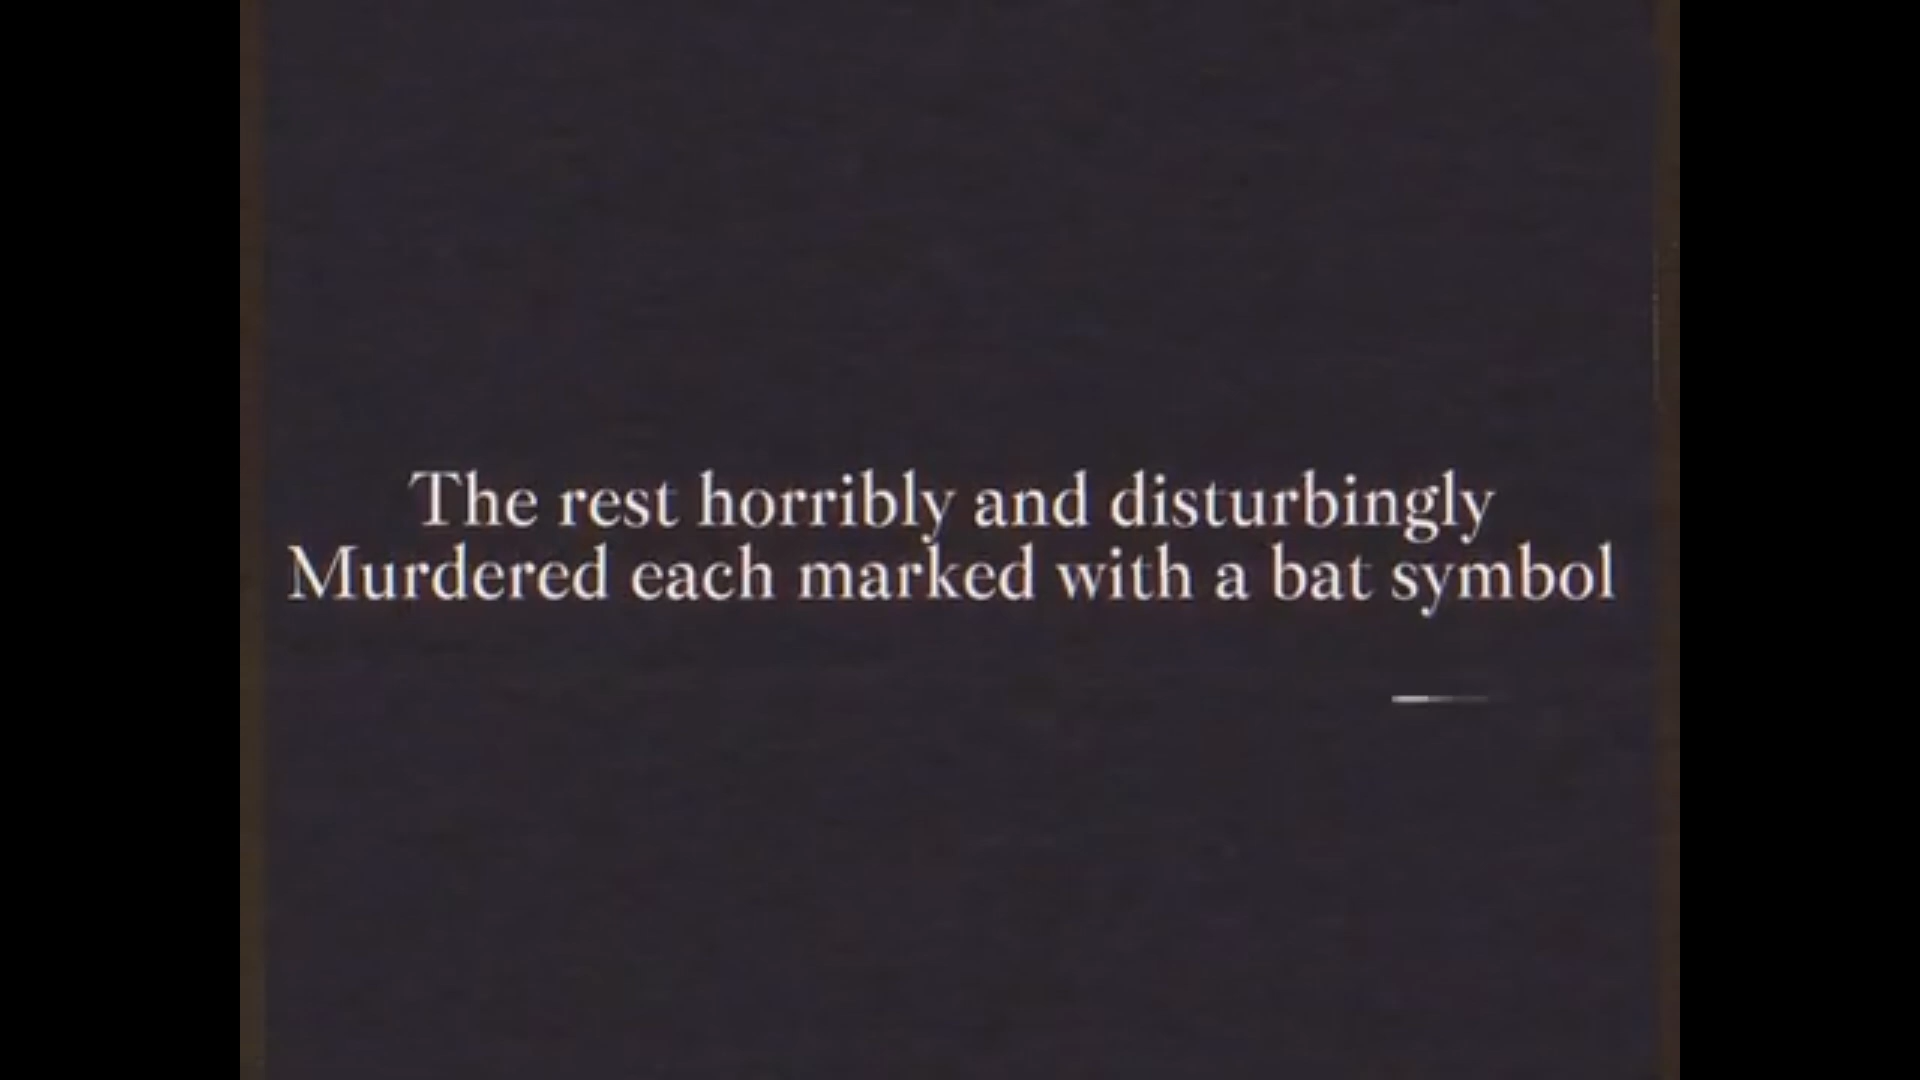 The rest horribly and disturbingly
Murdered each marked with a bat symbol